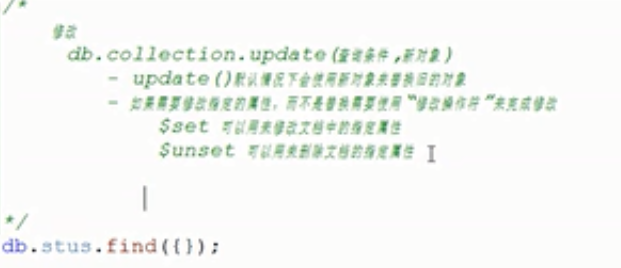 /*
修改
db.collection.update(查询条件,新对象)
- update()默认情况下会使用新对象来替换旧的对象
- 如果需要修改指定的属性，而不是替换需要使用“修改操作符”来完成修改
$set 可以用来修改文档中的指定属性
$unset 可以用来删除文档的指定属性
*/
db.stus.find({});